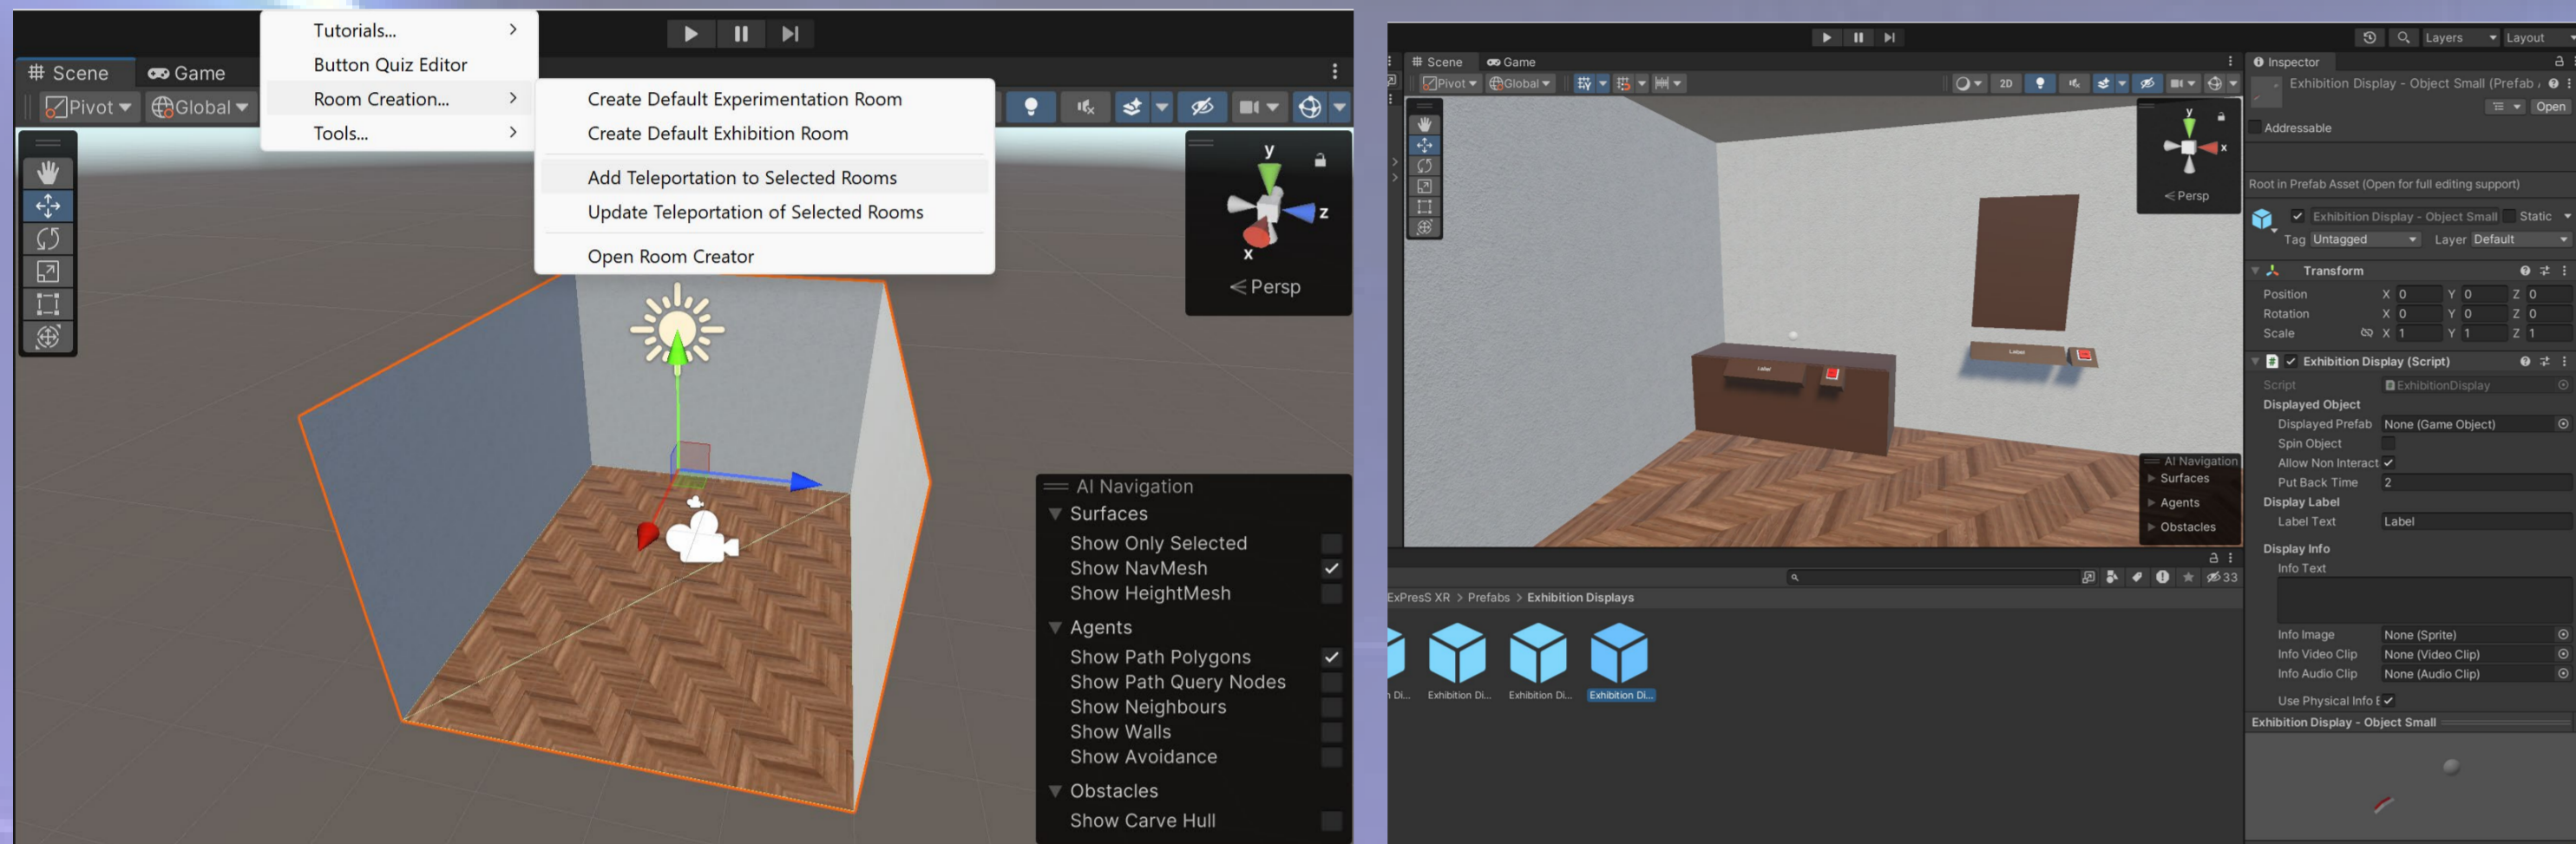 Tutorials...
Button Quiz Editor
Room Creation...
Tools...
Create Default Experimentation Room
Create Default Exhibition Room
Add Teleportation to Selected Rooms
Update Teleportation of Selected Rooms
Open Room Creator
Scene Game
Pivot Global
y
z
x
Persp
AI Navigation
Surfaces
Show Only Selected
Show NavMesh
Show HeightMesh
Agents
Show Path Polygons
Show Path Query Nodes
Show Neighbours
Show Walls
Show Avoidance
Obstacles
Show Carve Hull
Layers Layout
Scene Game
Pivot Global 2D
y
x
Persp
Label
Label
AI Navigation
Surfaces
Agents
Obstacles
33
ExPresS XR > Prefabs > Exhibition Displays
n Di... Exhibition Di... Exhibition Di... Exhibition Di...
Inspector
Exhibition Display - Object Small (Prefab
Open
Addressable
Root in Prefab Asset (Open for full editing support)
Exhibition Display - Object Small Static
Tag Untagged Layer Default
Transform
Position X 0 Y 0 Z 0
Rotation X 0 Y 0 Z 0
Scale X 1 Y 1 Z 1
Exhibition Display (Script)
Script ExhibitionDisplay
Displayed Object
Displayed Prefab None (Game Object)
Spin Object
Allow Non Interact
Put Back Time 2
Display Label
Label Text Label
Display Info
Info Text
Info Image None (Sprite)
Info Video Clip None (Video Clip)
Info Audio Clip None (Audio Clip)
Use Physical Info
Exhibition Display - Object Small